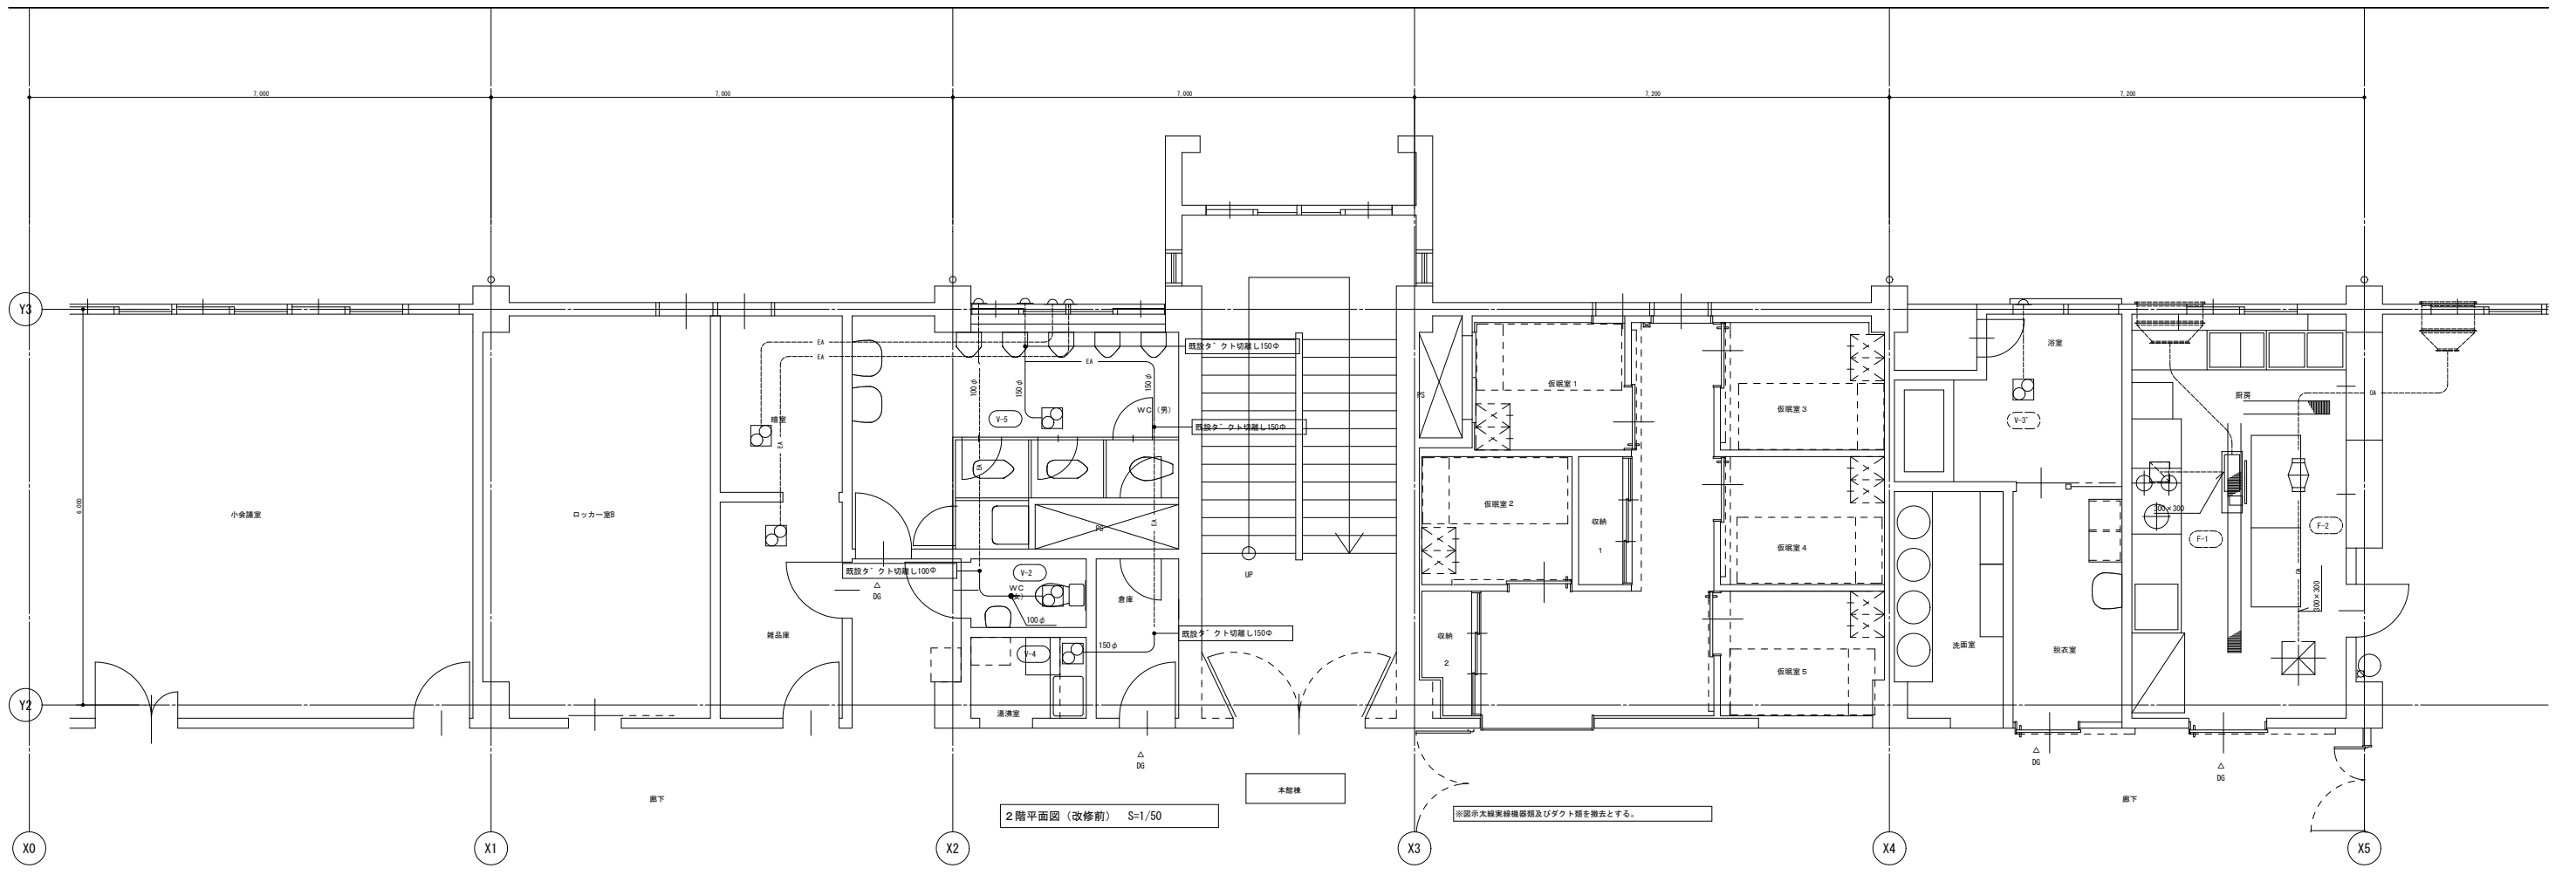 7,000
7,000
7,000
7,200
7,200
Y3
6,000
Y2
小会議室
ロッカー室B
暗室
EA
EA
EA
雑品庫
100φ
150φ
EA
150φ
既設ダクト切離し150Φ
V-5
WC(男)
既設ダクト切離し150Φ
EA
EA
PS
既設ダクト切離し100Φ
V-2
WC
(女)
100φ
倉庫
既設ダクト切離し150Φ
150φ
V-4
湯沸室
△
DG
△
DG
UP
PS
仮眠室1
仮眠室2
収納
1
収納
2
仮眠室3
仮眠室4
仮眠室5
浴室
V-3'
洗面室
脱衣室
厨房
OA
300×300
F-1
F-2
300×300
△
DG
△
DG
廊下
本館棟
2階平面図(改修前) S=1/50
※図示太線実線機器類及びダクト類を撤去とする。
廊下
X0
X1
X2
X3
X4
X5